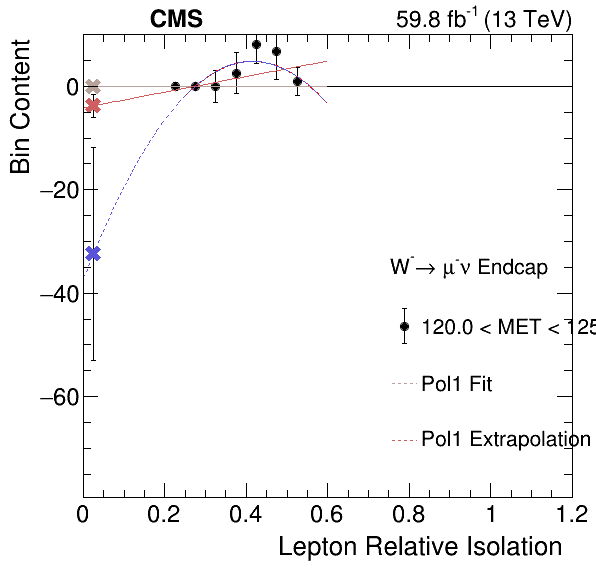 CMS 59.8 fb⁻¹ (13 TeV)
Bin Content
0
−20
−40
−60
W⁻→ μ⁻ν Endcap
120.0 < MET < 125
Pol1 Fit
Pol1 Extrapolation
0 0.2 0.4 0.6 0.8 1 1.2
Lepton Relative Isolation